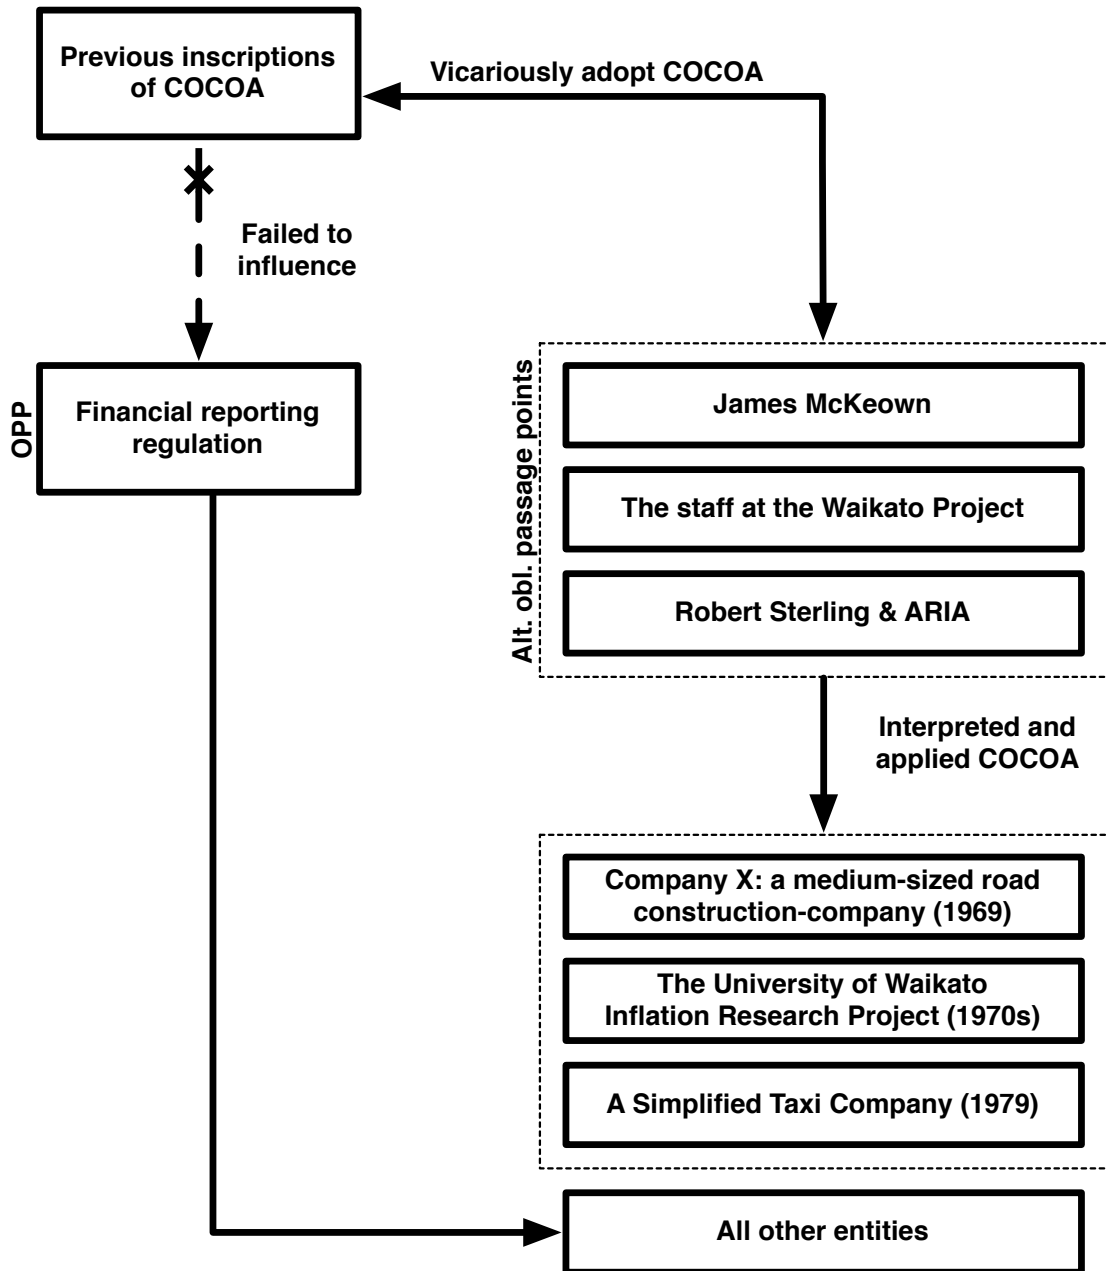 Previous inscriptions
of COCOA
Vicariously adopt COCOA
Failed to
influence
OPP
Financial reporting
regulation
Alt. obl. passage points
James McKeown
The staff at the Waikato Project
Robert Sterling & ARIA
Interpreted and
applied COCOA
Company X: a medium-sized road
construction-company (1969)
The University of Waikato
Inflation Research Project (1970s)
A Simplified Taxi Company (1979)
All other entities